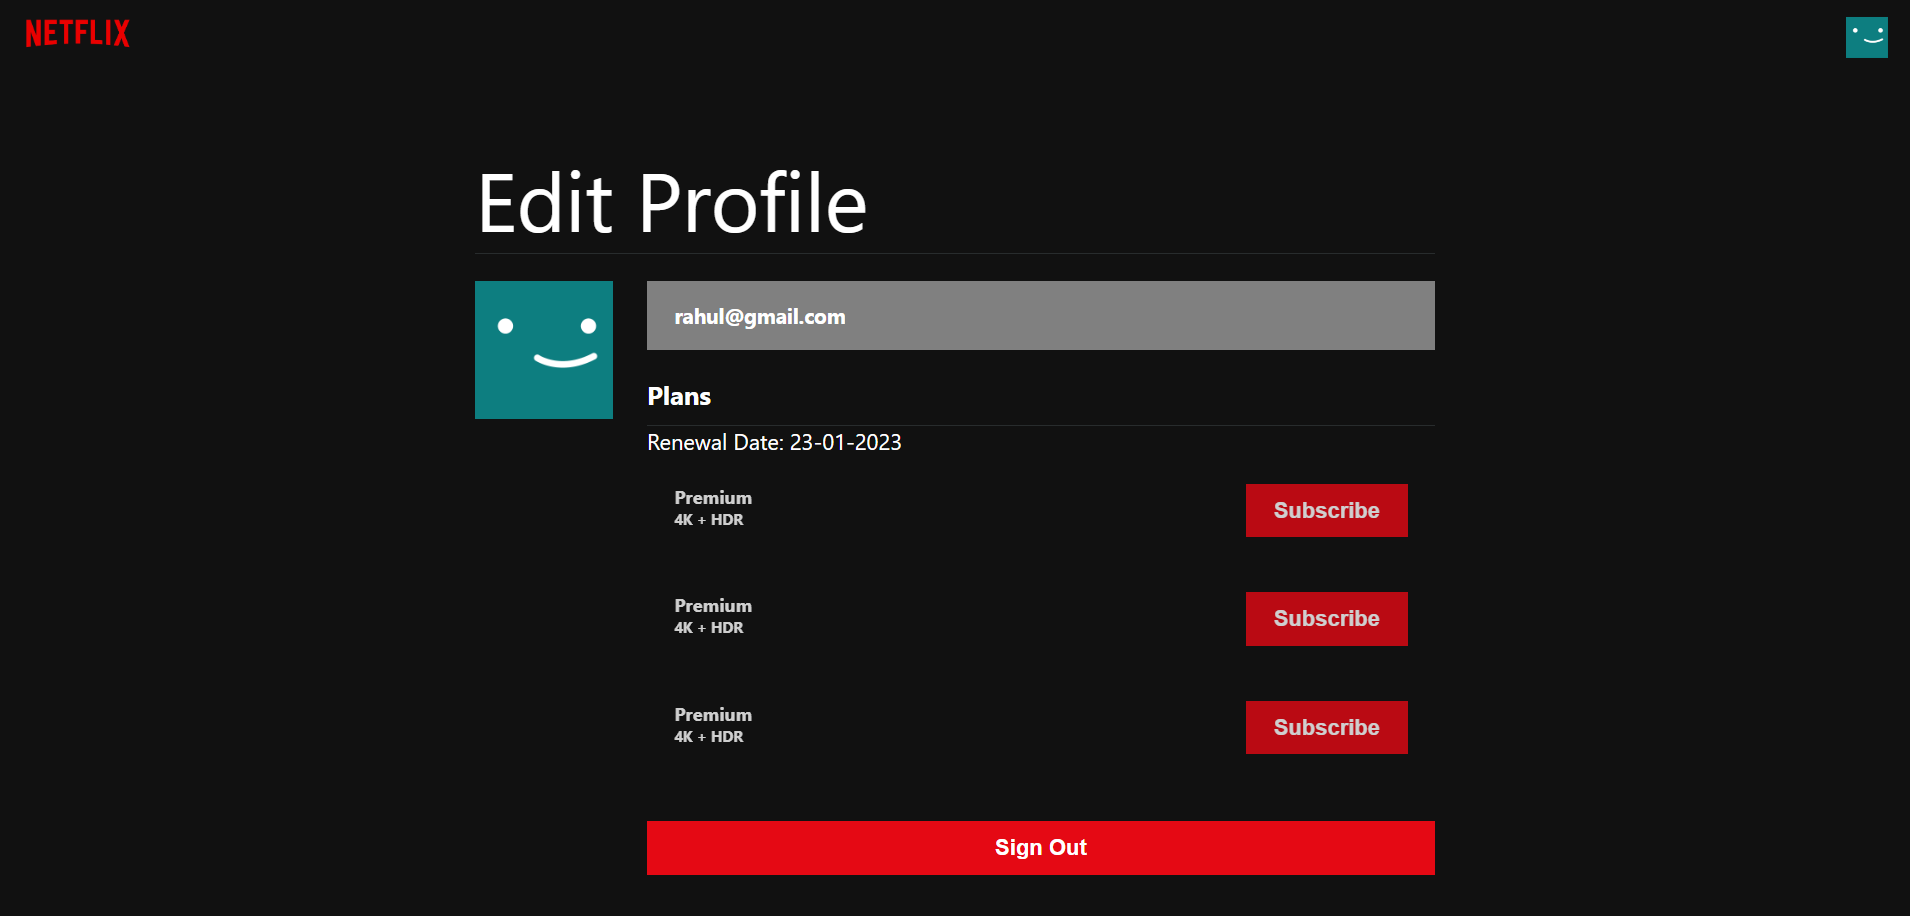 NETFLIX
Edit Profile
rahul@gmail.com
Plans
Renewal Date: 23-01-2023
Premium
4K + HDR
Subscribe
Premium
4K + HDR
Subscribe
Premium
4K + HDR
Subscribe
Sign Out